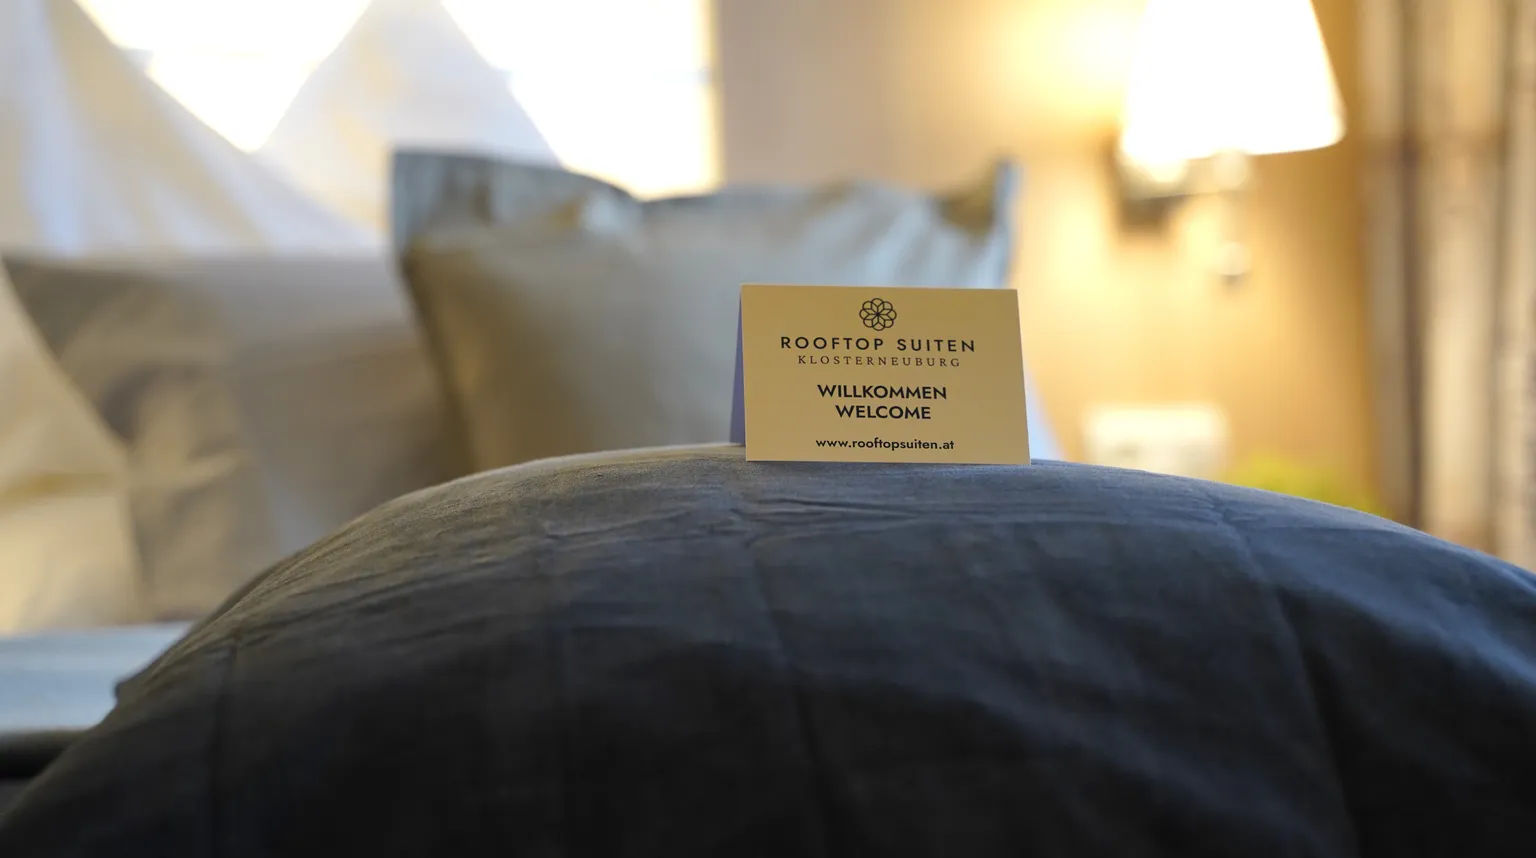 ROOFTOP SUITEN
KLOSTERNEUBURG
WILLKOMMEN
WELCOME
www.rooftopsuiten.at